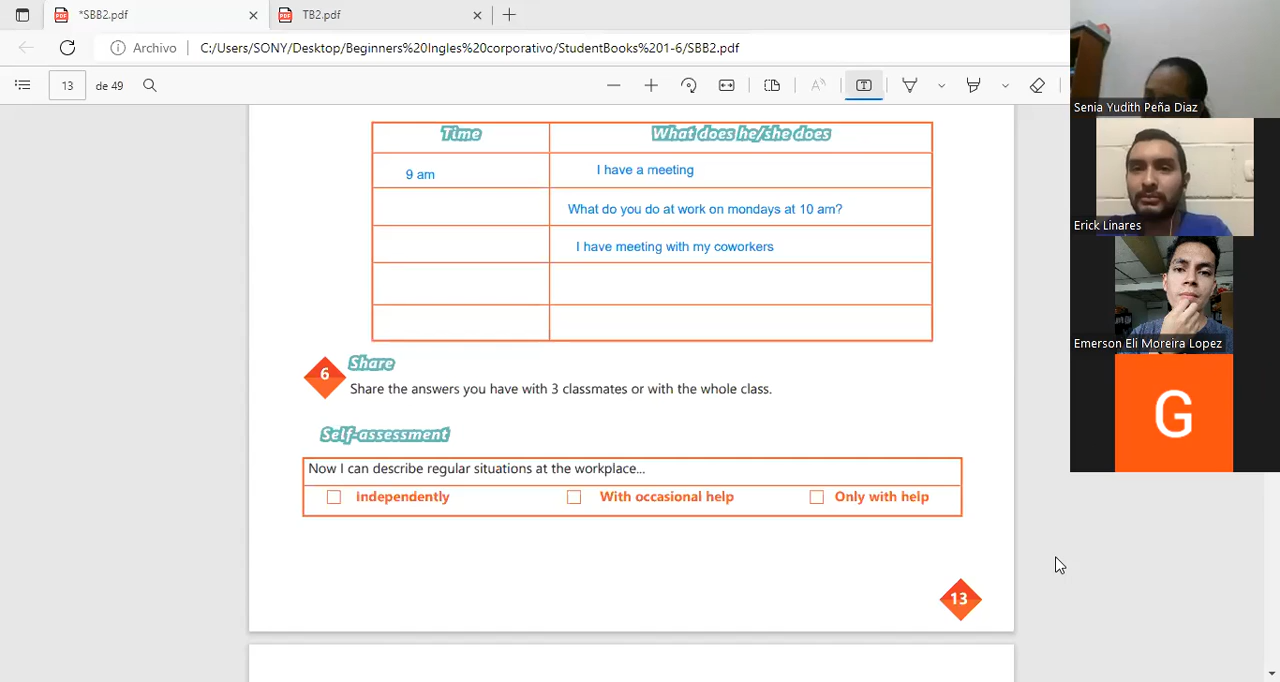 *SBB2.pdf
TB2.pdf
Archivo
C:/Users/SONY/Desktop/Beginners%20Ingles%20corporativo/StudentBooks%201-6/SBB2.pdf
13 de 49
Time What does he/she does
9 am I have a meeting
What do you do at work on mondays at 10 am?
I have meeting with my coworkers
6 Share
Share the answers you have with 3 classmates or with the whole class.
Self-assessment
Now I can describe regular situations at the workplace...
Independently With occasional help Only with help
13
Senia Yudith Peña Diaz
Erick Linares
Emerson Eli Moreira Lopez
G